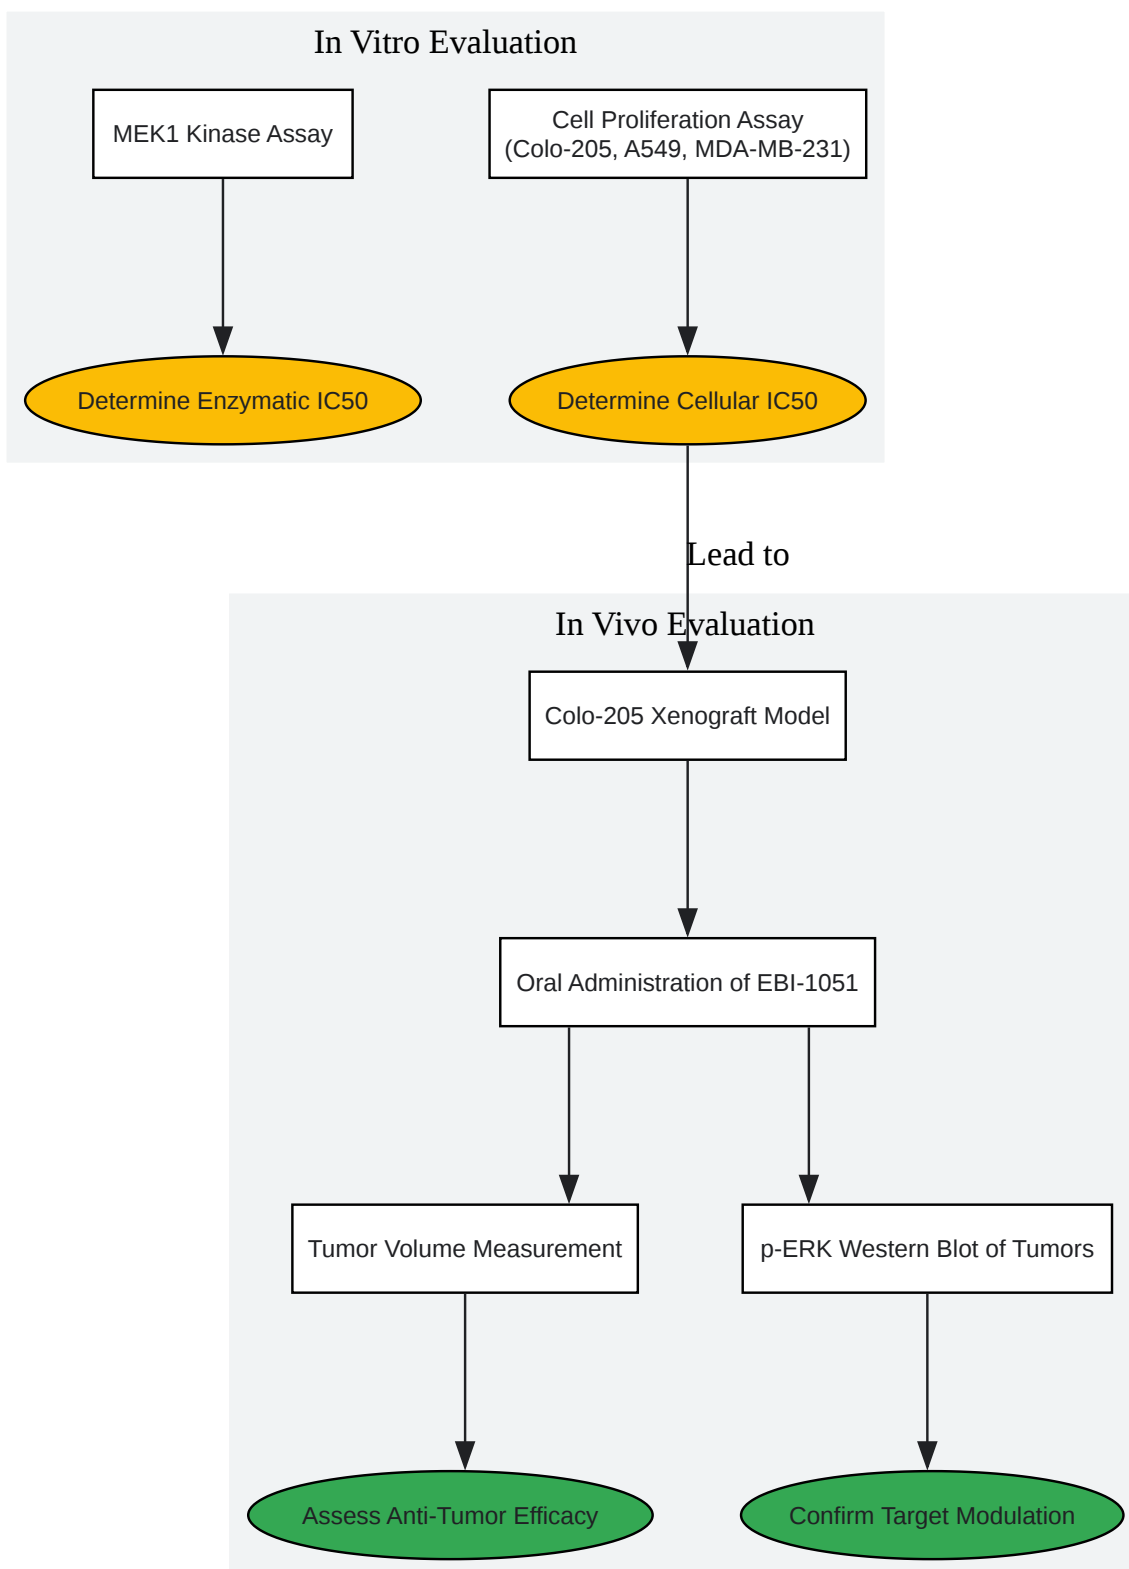 In Vitro Evaluation
MEK1 Kinase Assay
Cell Proliferation Assay
(Colo-205, A549, MDA-MB-231)
Determine Enzymatic IC50
Determine Cellular IC50
Lead to
In Vivo Evaluation
Colo-205 Xenograft Model
Oral Administration of EBI-1051
Tumor Volume Measurement
p-ERK Western Blot of Tumors
Assess Anti-Tumor Efficacy
Confirm Target Modulation